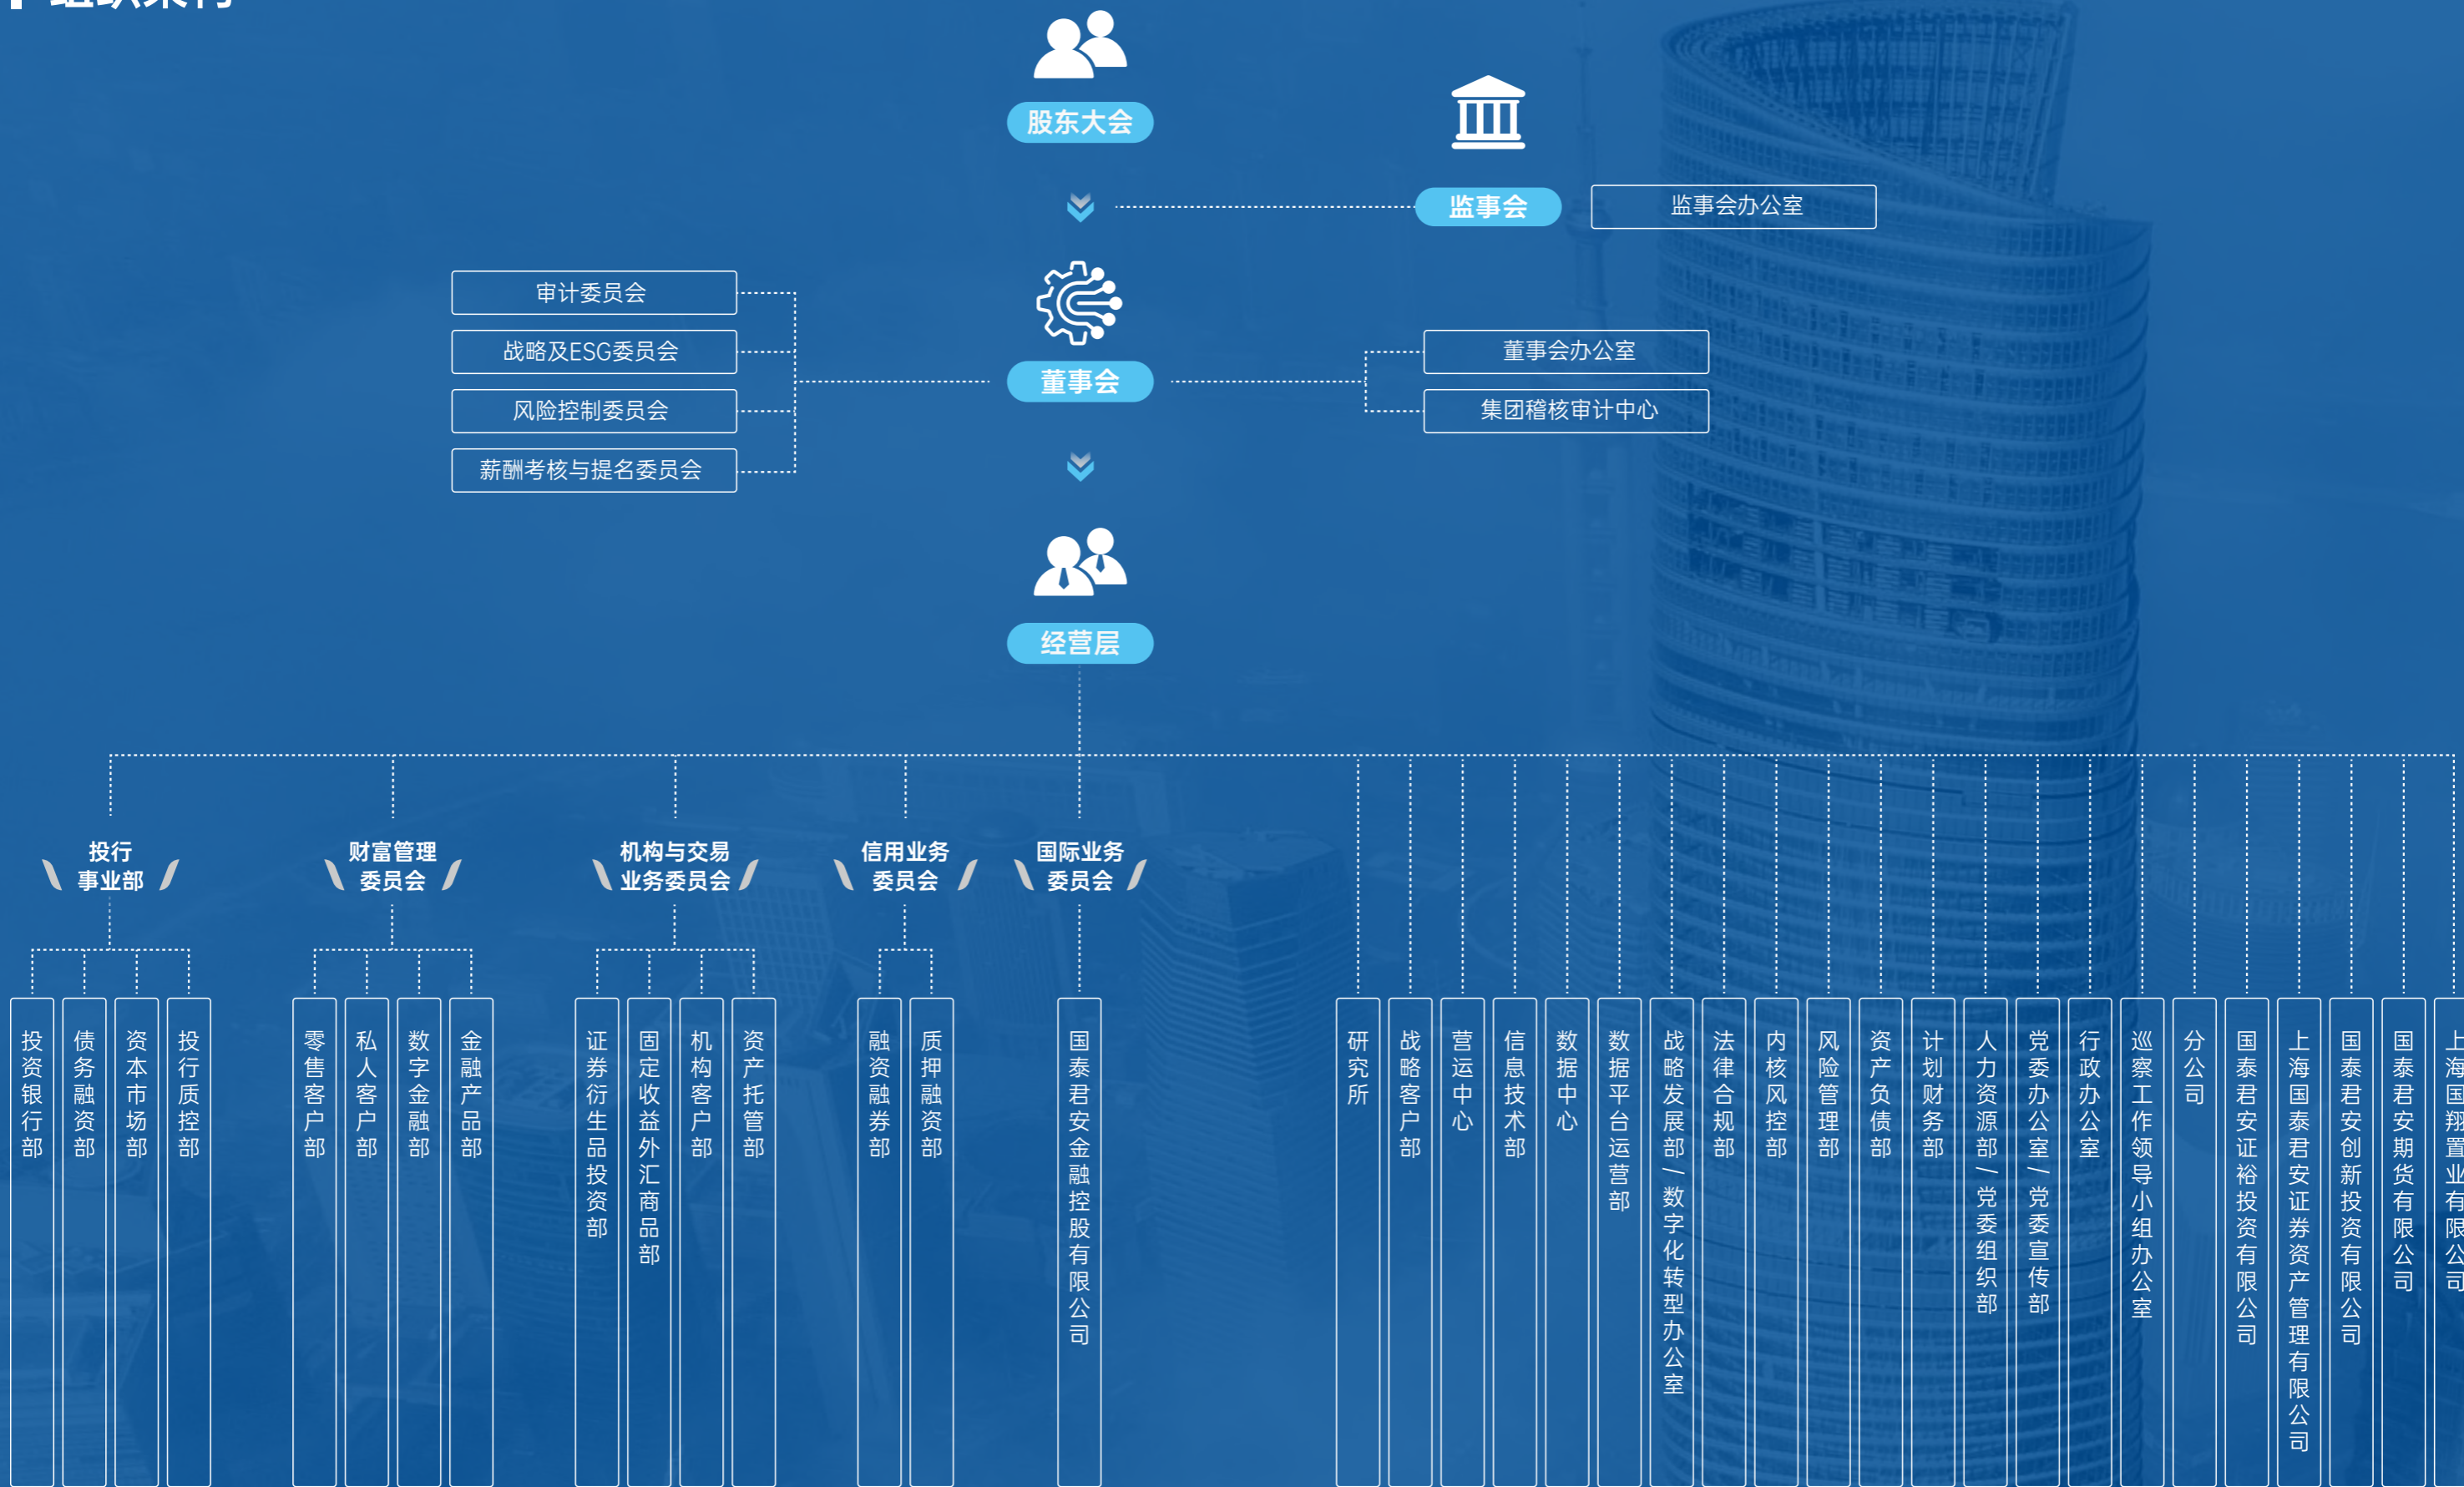 组织架构
股东大会
监事会
监事会办公室
审计委员会
战略及ESG委员会
风险控制委员会
薪酬考核与提名委员会
董事会
董事会办公室
集团稽核审计中心
经营层
投行
事业部
财富管理
委员会
机构与交易
业务委员会
信用业务
委员会
国际业务
委员会
投资银行部
债务融资部
资本市场部
投行质控部
零售客户部
私人客户部
数字金融部
金融产品部
证券衍生品投资部
固定收益外汇商品部
机构客户部
资产托管部
融资融券部
质押融资部
国泰君安金融控股有限公司
研究所
战略客户部
营运中心
信息技术部
数据中心
数据平台运营部
战略发展部/数字化转型办公室
法律合规部
内核风控部
风险管理部
资产负债部
计划财务部
人力资源部/党委组织部
党委办公室/党委宣传部
行政办公室
巡察工作领导小组办公室
分公司
国泰君安证裕投资有限公司
上海国泰君安证券资产管理有限公司
国泰君安创新投资有限公司
国泰君安期货有限公司
上海国翔置业有限公司